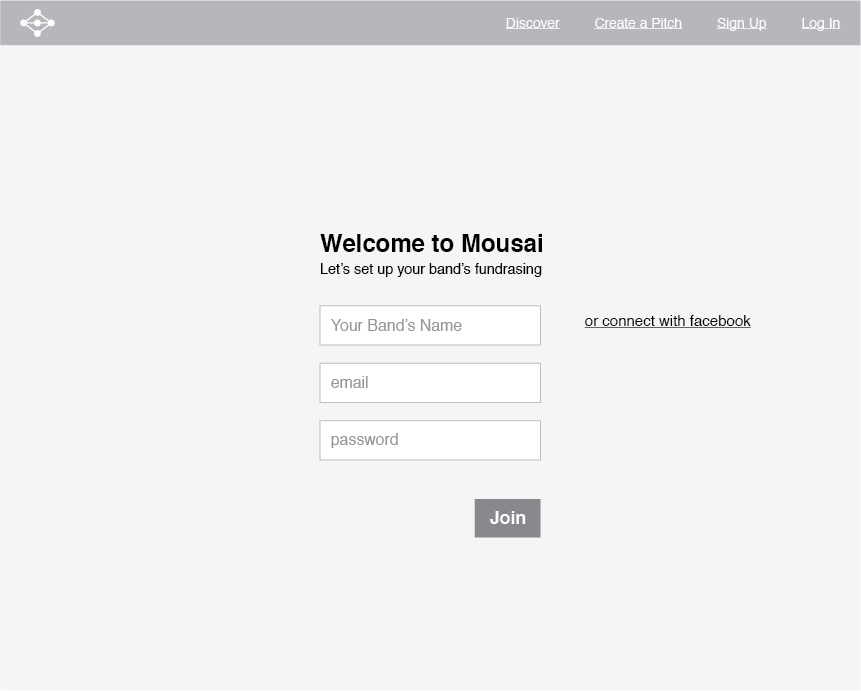 Discover Create a Pitch Sign Up Log In
Welcome to Mousai
Let's set up your band's fundrasing
Your Band's Name
or connect with facebook
email
password
Join